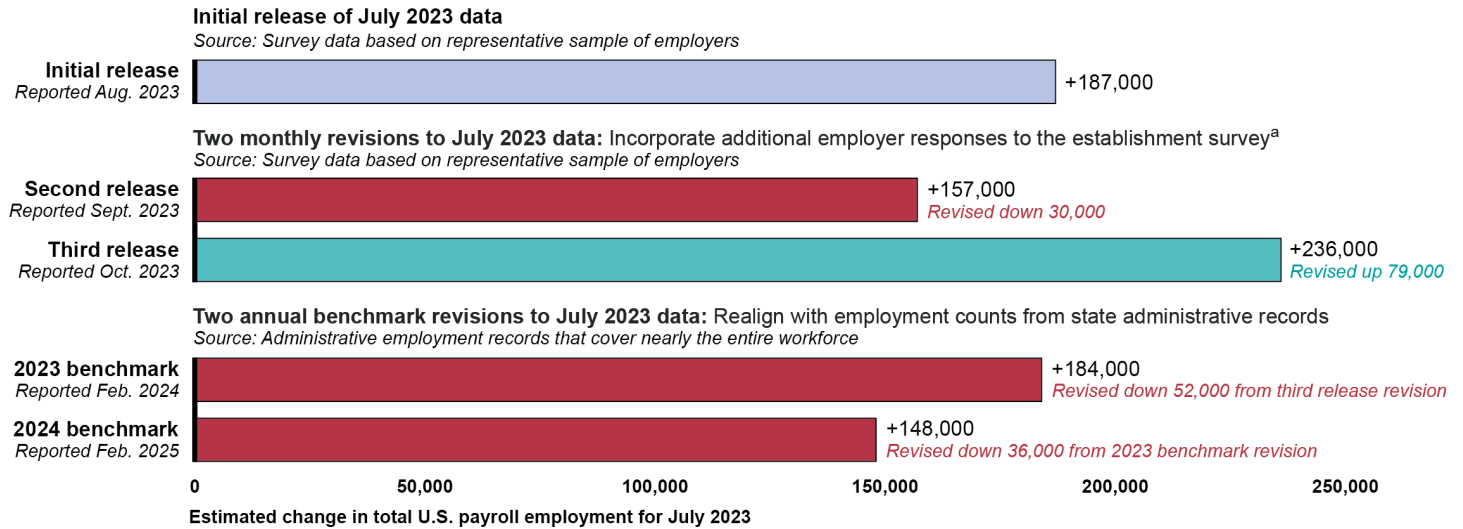 Initial release of July 2023 data
Source: Survey data based on representative sample of employers
Initial release
Reported Aug. 2023
+187,000
Two monthly revisions to July 2023 data: Incorporate additional employer responses to the establishment surveyᵃ
Source: Survey data based on representative sample of employers
Second release
Reported Sept. 2023
+157,000
Revised down 30,000
Third release
Reported Oct. 2023
+236,000
Revised up 79,000
Two annual benchmark revisions to July 2023 data: Realign with employment counts from state administrative records
Source: Administrative employment records that cover nearly the entire workforce
2023 benchmark
Reported Feb. 2024
+184,000
Revised down 52,000 from third release revision
2024 benchmark
Reported Feb. 2025
+148,000
Revised down 36,000 from 2023 benchmark revision
0 50,000 100,000 150,000 200,000 250,000
Estimated change in total U.S. payroll employment for July 2023